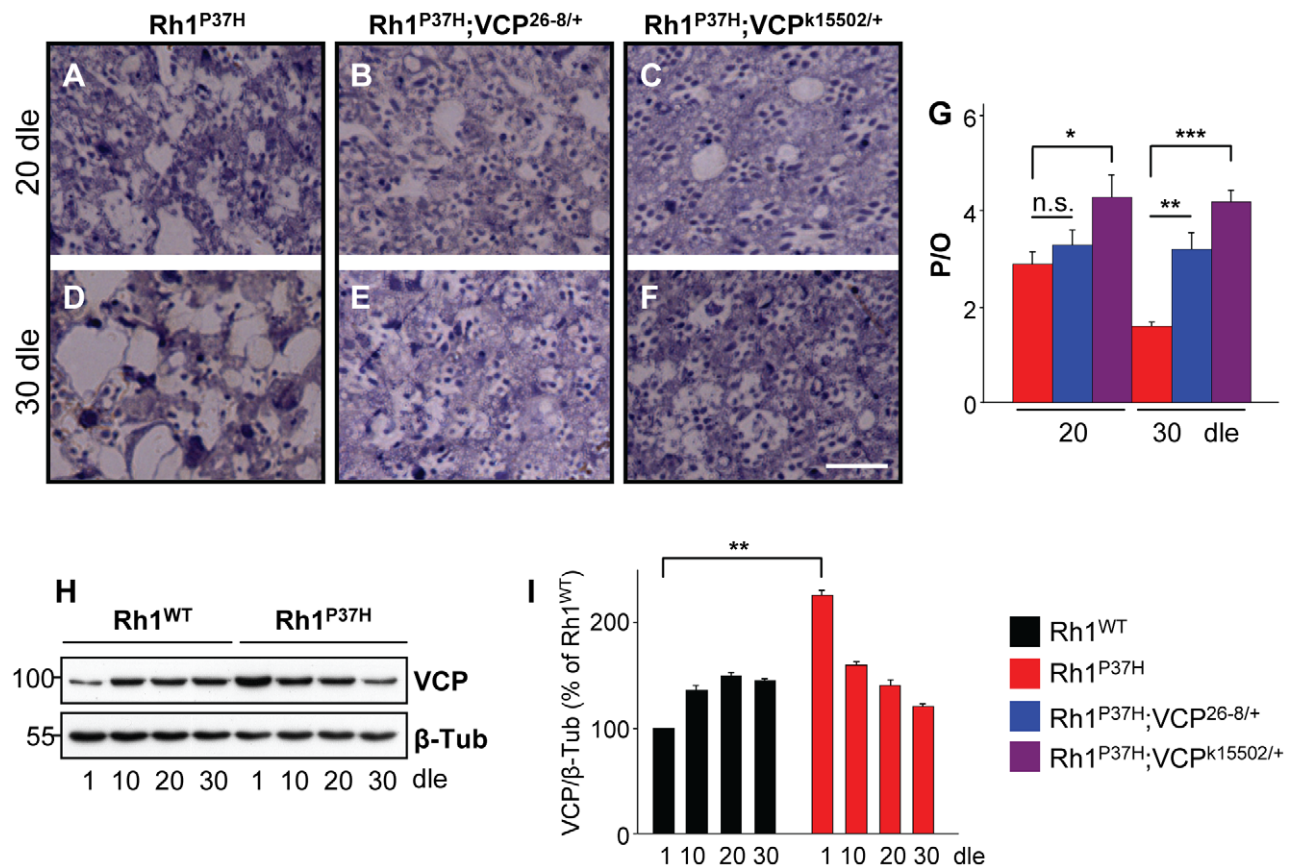 Rh1P37H Rh1P37H;VCP26-8/+ Rh1P37H;VCPk15502/+
20 dle
A B C
30 dle
D E F
G
P/O
6
4
2
0
* ***
n.s. **
20 30 dle
H
Rh1WT Rh1P37H
100 VCP
55 β-Tub
1 10 20 30 1 10 20 30 dle
I
VCP/β-Tub (% of Rh1WT)
200
100
0
**
1 10 20 30 1 10 20 30 dle
Rh1WT
Rh1P37H
Rh1P37H;VCP26-8/+
Rh1P37H;VCPk15502/+